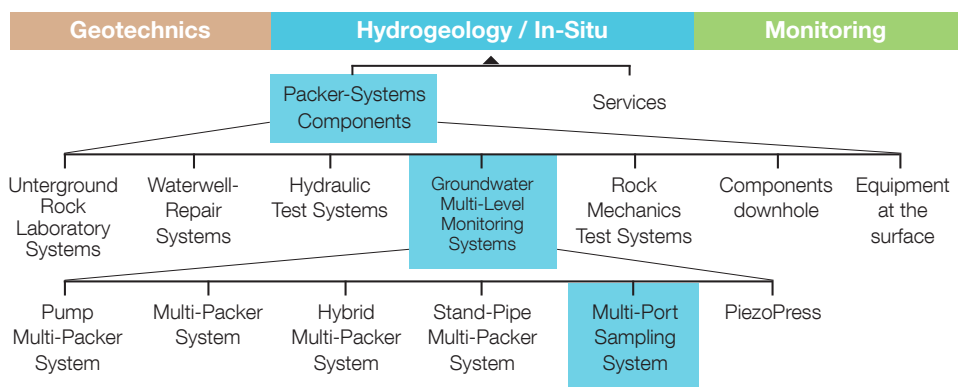 Geotechnics Hydrogeology / In-Situ Monitoring
Packer-Systems
Components
Services
Unterground
Rock
Laboratory
Systems
Waterwell-
Repair
Systems
Hydraulic
Test Systems
Groundwater
Multi-Level
Monitoring
Systems
Rock
Mechanics
Test Systems
Components
downhole
Equipment
at the
surface
Pump
Multi-Packer
System
Multi-Packer
System
Hybrid
Multi-Packer
System
Stand-Pipe
Multi-Packer
System
Multi-Port
Sampling
System
PiezoPress